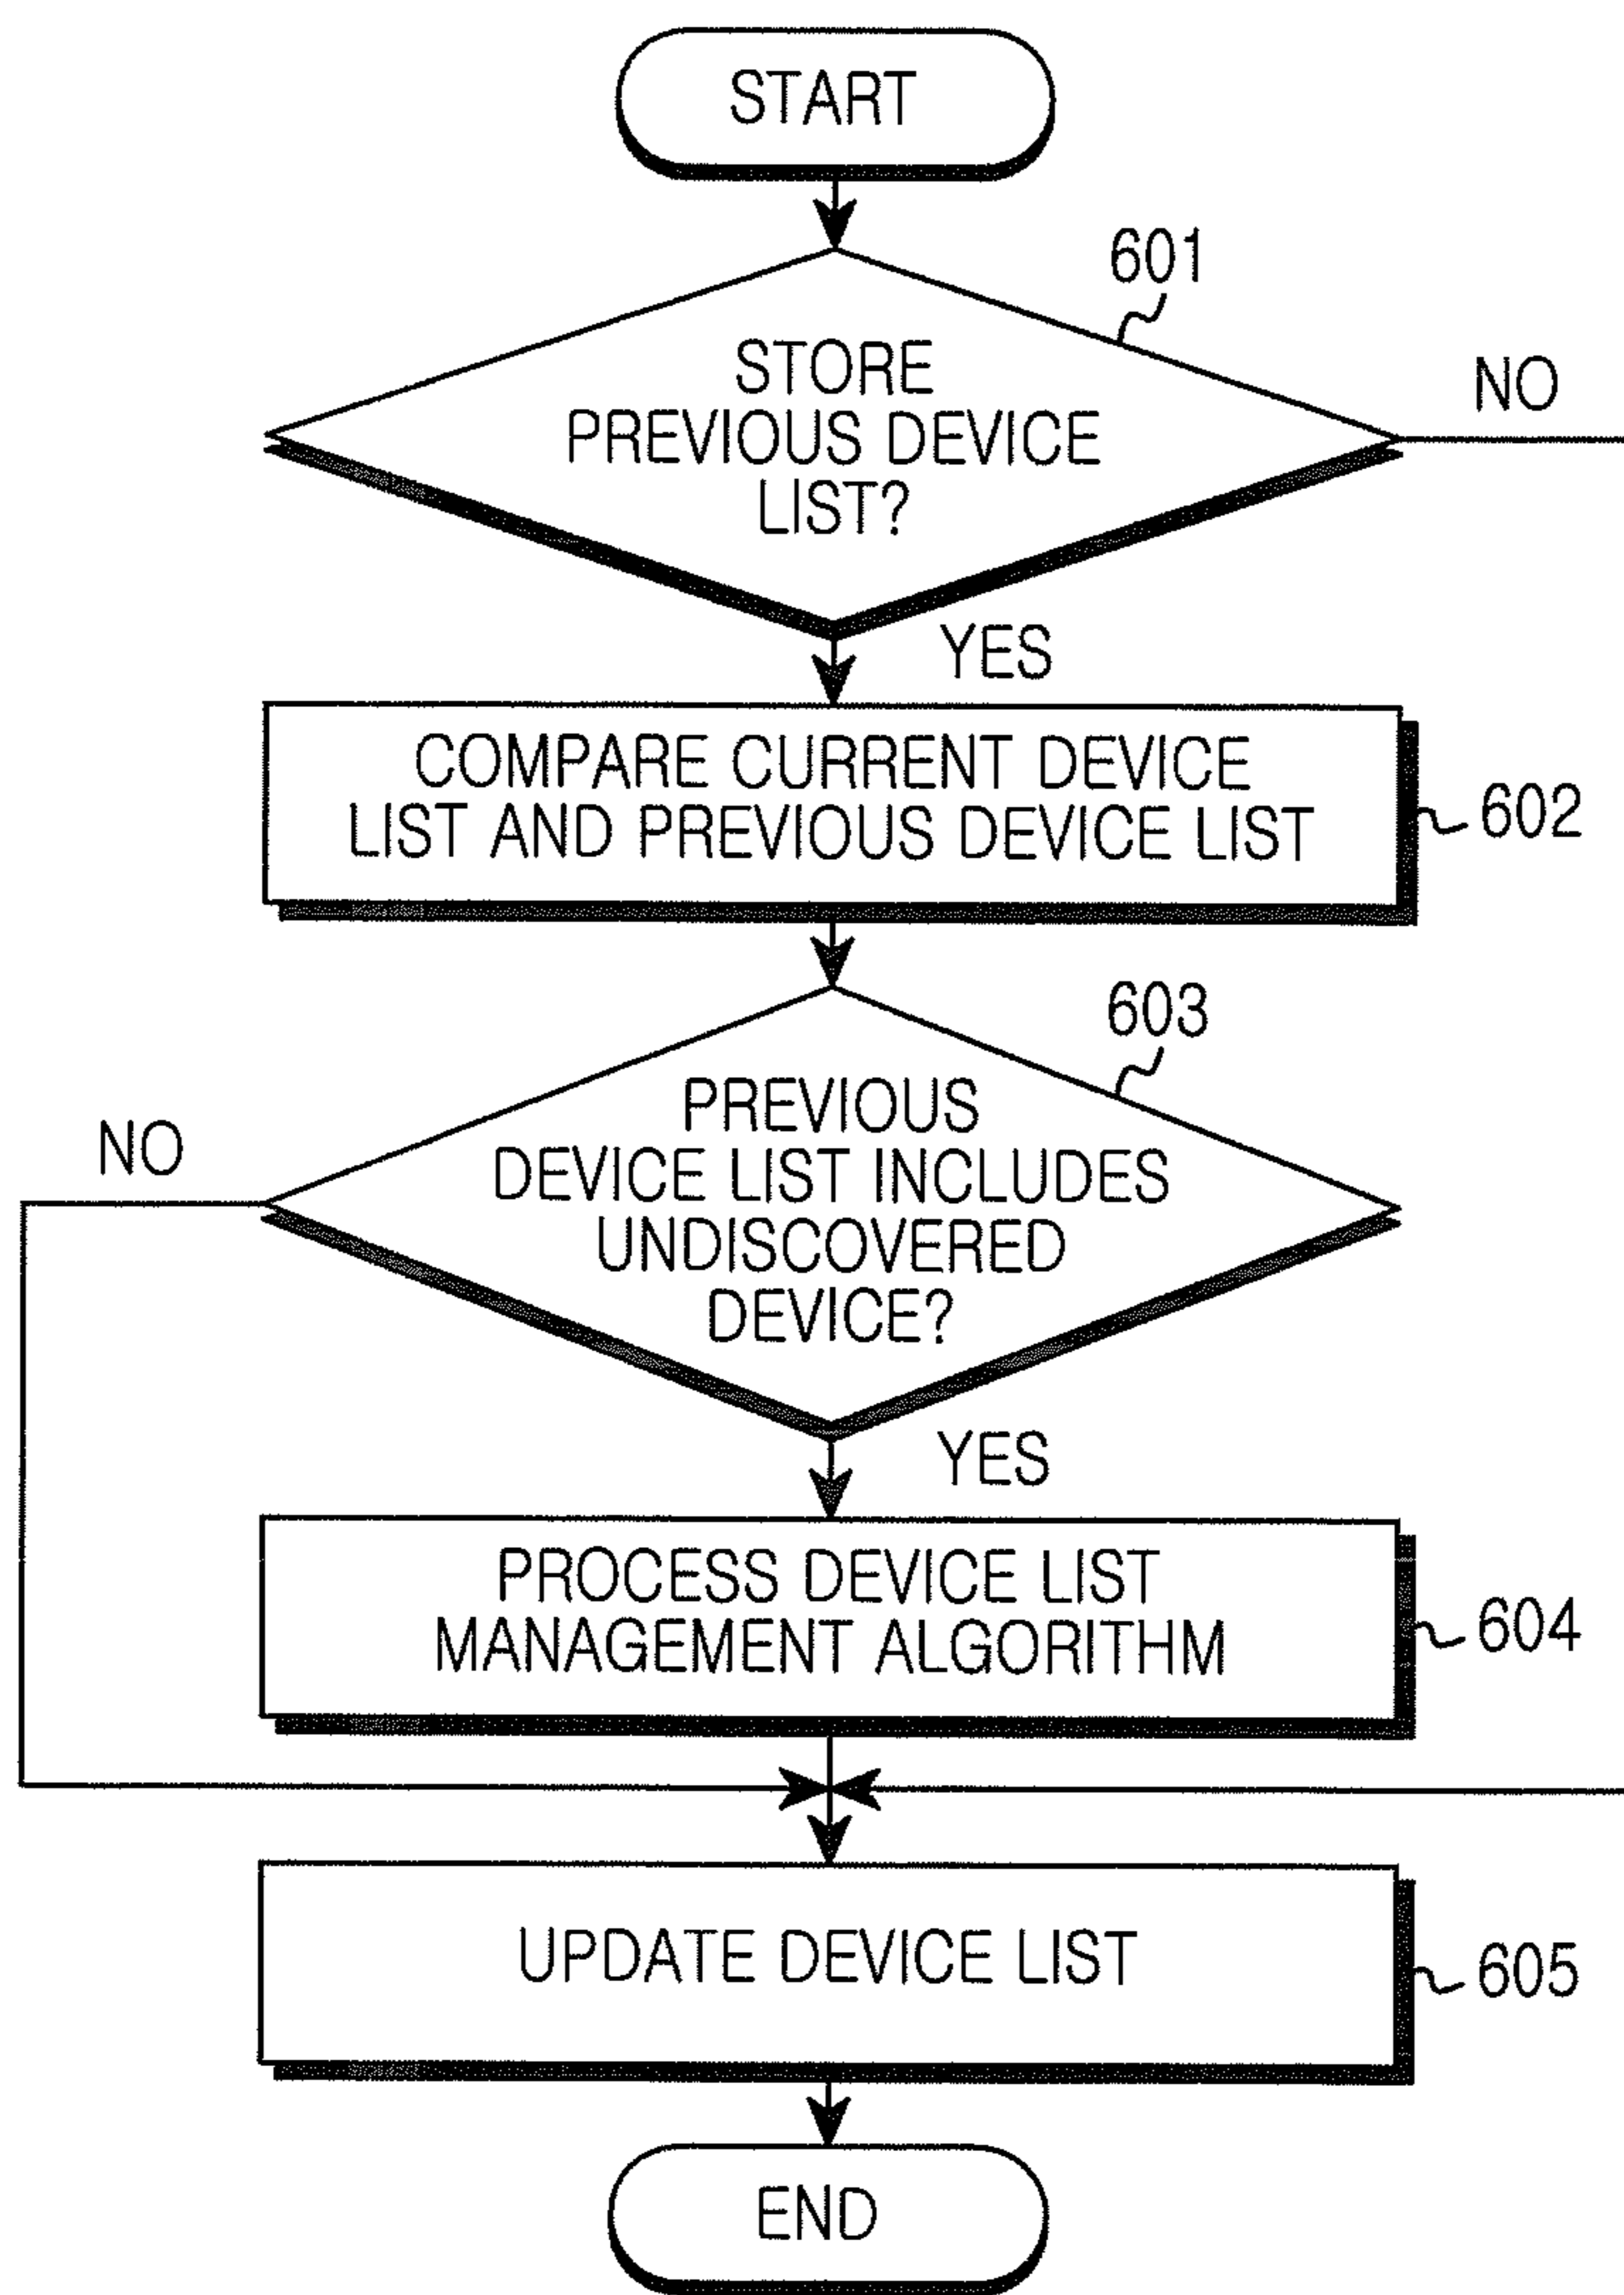 START
601
STORE
PREVIOUS DEVICE
LIST?
NO
YES
COMPARE CURRENT DEVICE
LIST AND PREVIOUS DEVICE LIST
602
603
PREVIOUS
DEVICE LIST INCLUDES
UNDISCOVERED
DEVICE?
NO
YES
PROCESS DEVICE LIST
MANAGEMENT ALGORITHM
604
UPDATE DEVICE LIST
605
END